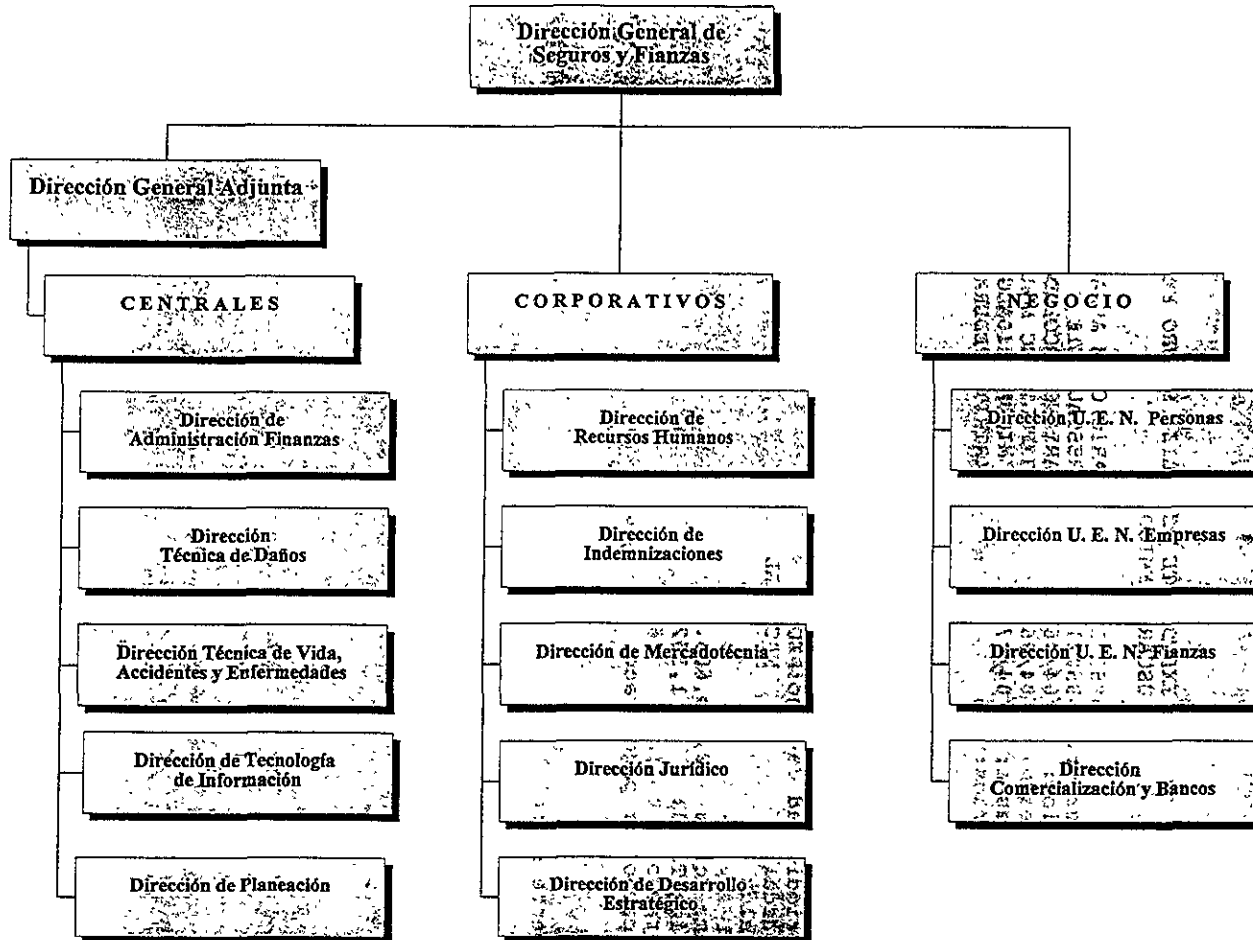 Dirección General de
Seguros y Fianzas
Dirección General Adjunta
CENTRALES
Dirección de
Administración Finanzas
Dirección
Técnica de Daños
Dirección Técnica de Vida,
Accidentes y Enfermedades
Dirección de Tecnología
de Información
Dirección de Planeación
CORPORATIVOS
Dirección de
Recursos Humanos
Dirección de
Indemnizaciones
Dirección de Mercadotécnia
Dirección Jurídico
Dirección de Desarrollo
Estratégico
NEGOCIO
Dirección U. E. N. Personas
Dirección U. E. N. Empresas
Dirección U. E. N. Fianzas
Dirección
Comercialización y Bancos